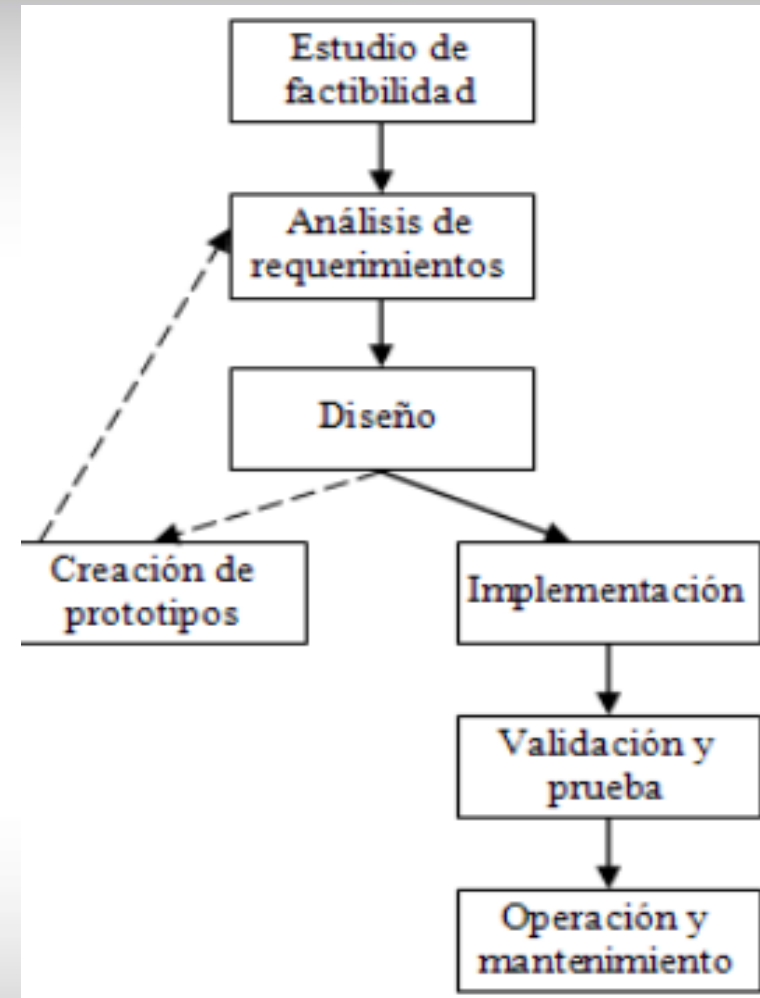 Estudio de
factibilidad
Análisis de
requerimientos
Diseño
Creación de
prototipos
Implementación
Validación y
prueba
Operación y
mantenimiento